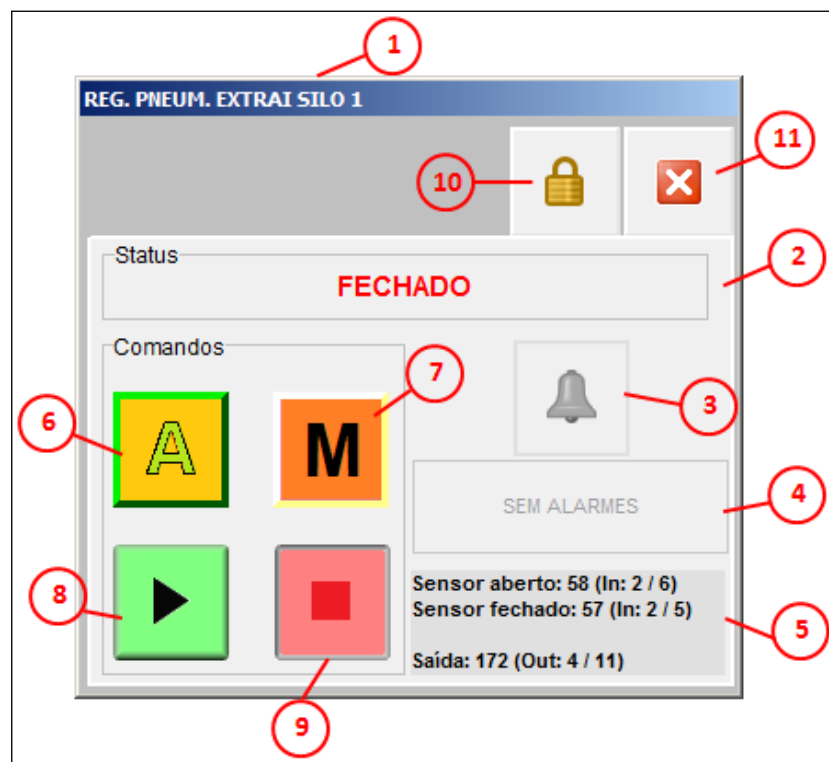 1
REG. PNEUM. EXTRAI SILO 1
10
11
Status
FECHADO
2
Comandos
7
3
6
A
M
SEM ALARMES
4
8
Sensor aberto: 58 (In: 2 / 6)
Sensor fechado: 57 (In: 2 / 5)
5
Saída: 172 (Out: 4 / 11)
9